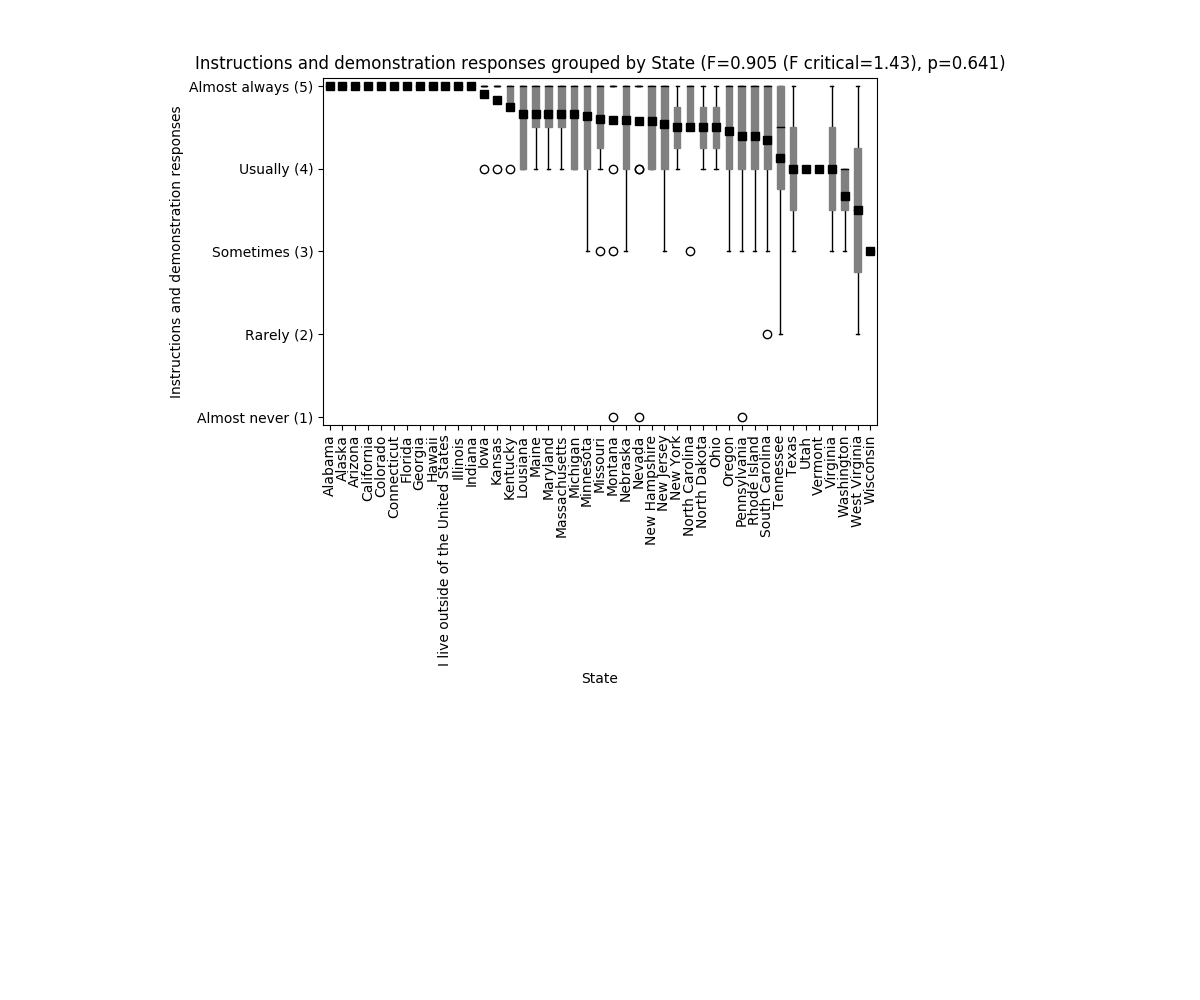 Instructions and demonstration responses grouped by State (F=0.905 (F critical=1.43), p=0.641)
Instructions and demonstration responses
Almost always (5)
Usually (4)
Sometimes (3)
Rarely (2)
Almost never (1)
Alabama
Alaska
Arizona
California
Colorado
Connecticut
Florida
Georgia
Hawaii
I live outside of the United States
Illinois
Indiana
Iowa
Kansas
Kentucky
Lousiana
Maine
Maryland
Massachusetts
Michigan
Minnesota
Missouri
Montana
Nebraska
Nevada
New Hampshire
New Jersey
New York
North Carolina
North Dakota
Ohio
Oregon
Pennsylvania
Rhode Island
South Carolina
Tennessee
Texas
Utah
Vermont
Virginia
Washington
West Virginia
Wisconsin
State